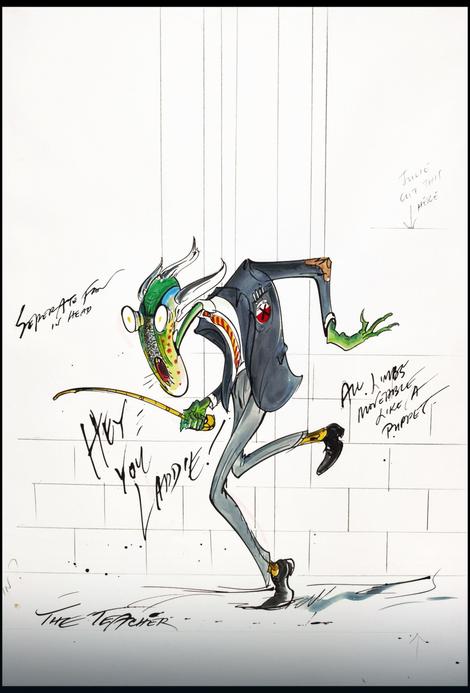 JULIE
CUT THIS
HERE
SEPERATE FAN
IN HEAD
ALL LIMBS
MOVEABLE
LIKE A
PUPPET
HEY
YOU
LADDIE!
THE TEACHER